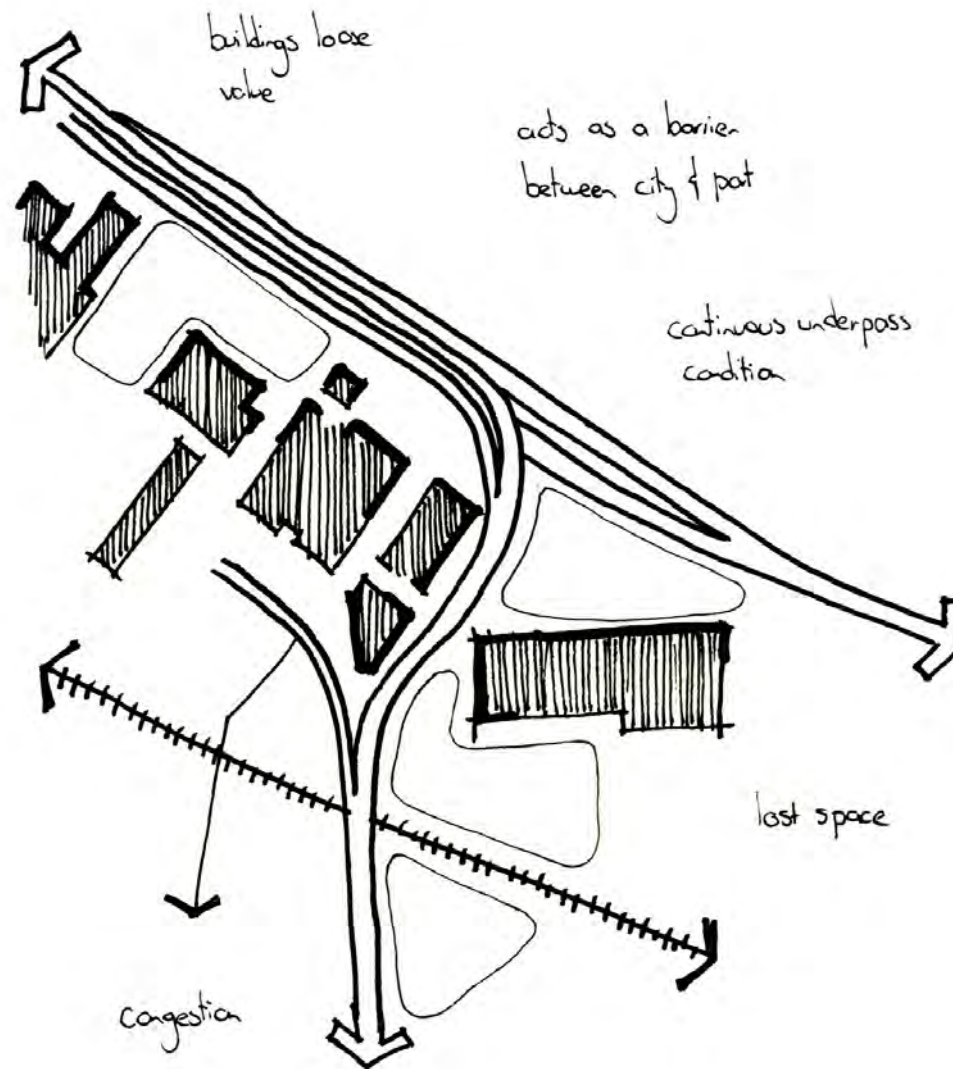 buildings loose
value
acts as a barrier
between city & port
continuous underpass
condition
lost space
congestion